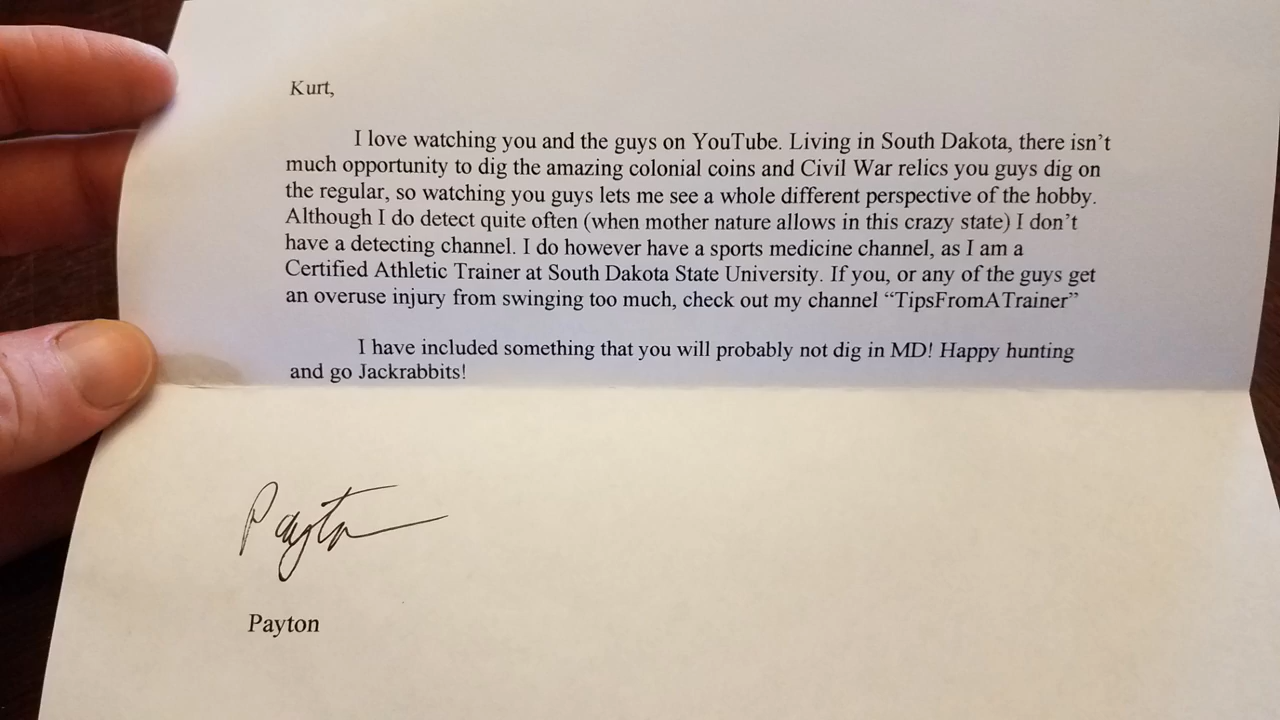 Kurt,
I love watching you and the guys on YouTube. Living in South Dakota, there isn’t
much opportunity to dig the amazing colonial coins and Civil War relics you guys dig on
the regular, so watching you guys lets me see a whole different perspective of the hobby.
Although I do detect quite often (when mother nature allows in this crazy state) I don’t
have a detecting channel. I do however have a sports medicine channel, as I am a
Certified Athletic Trainer at South Dakota State University. If you, or any of the guys get
an overuse injury from swinging too much, check out my channel “TipsFromATrainer”
I have included something that you will probably not dig in MD! Happy hunting
and go Jackrabbits!
Payton
Payton